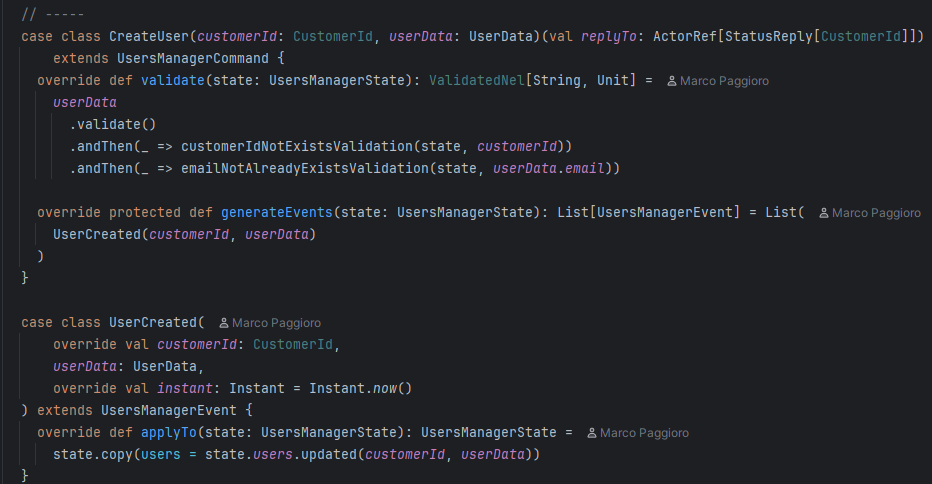 // -----
case class CreateUser(customerId: CustomerId, userData: UserData)(val replyTo: ActorRef[StatusReply[CustomerId]])
    extends UsersManagerCommand {
  override def validate(state: UsersManagerState): ValidatedNel[String, Unit] = Marco Paggioro
    userData
      .validate()
      .andThen(_ => customerIdNotExistsValidation(state, customerId))
      .andThen(_ => emailNotAlreadyExistsValidation(state, userData.email))
  override protected def generateEvents(state: UsersManagerState): List[UsersManagerEvent] = List( Marco Paggioro
    UserCreated(customerId, userData)
  )
}
case class UserCreated( Marco Paggioro
    override val customerId: CustomerId,
    userData: UserData,
    override val instant: Instant = Instant.now()
) extends UsersManagerEvent {
  override def applyTo(state: UsersManagerState): UsersManagerState = Marco Paggioro
    state.copy(users = state.users.updated(customerId, userData))
}